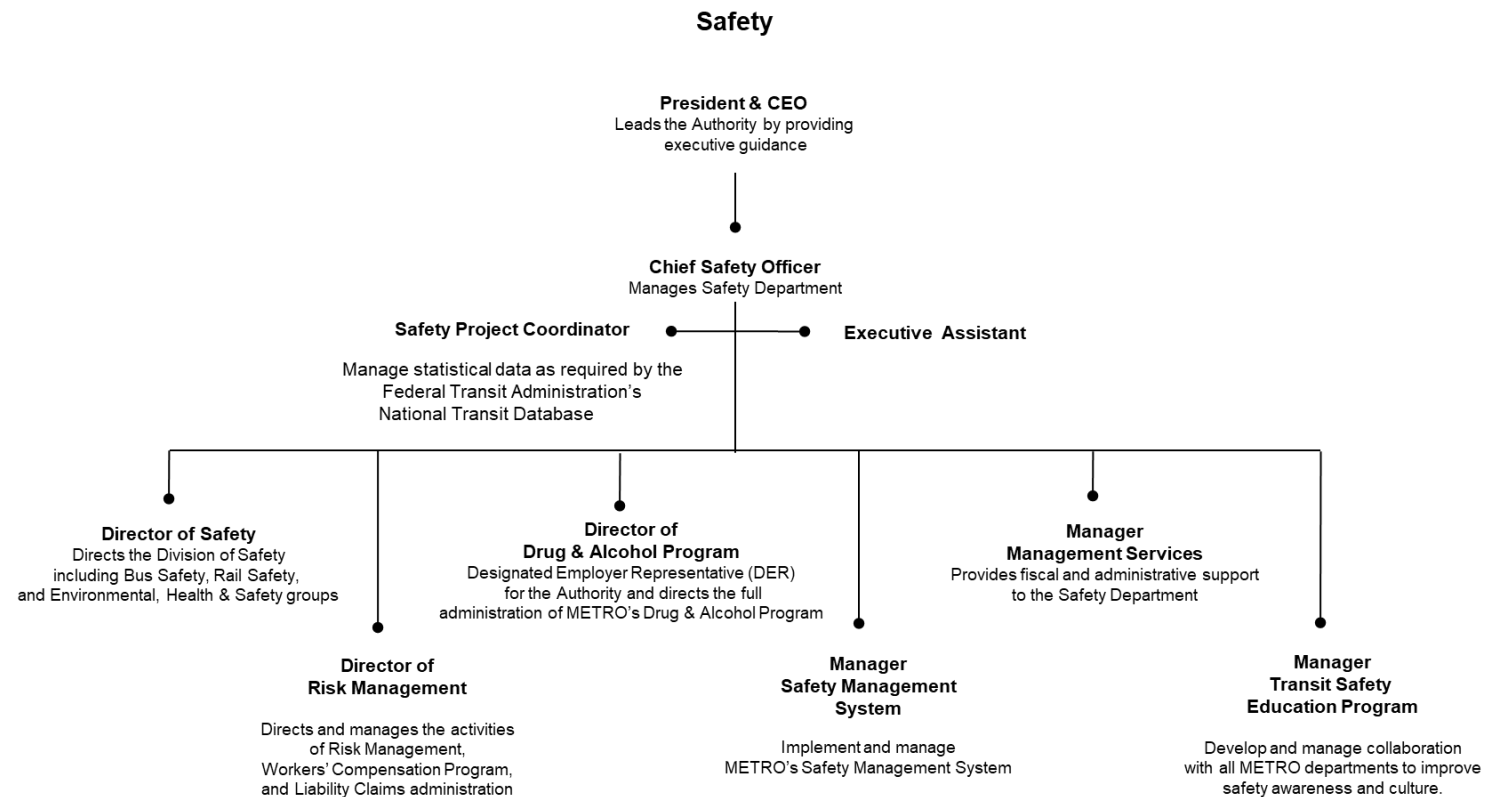 Safety
President & CEO
Leads the Authority by providing
executive guidance
Chief Safety Officer
Manages Safety Department
Safety Project Coordinator
Executive Assistant
Manage statistical data as required by the
Federal Transit Administration’s
National Transit Database
Director of Safety
Directs the Division of Safety
including Bus Safety, Rail Safety,
and Environmental, Health & Safety groups
Director of
Risk Management
Directs and manages the activities
of Risk Management,
Workers’ Compensation Program,
and Liability Claims administration
Director of
Drug & Alcohol Program
Designated Employer Representative (DER)
for the Authority and directs the full
administration of METRO’s Drug & Alcohol Program
Manager
Safety Management
System
Implement and manage
METRO’s Safety Management System
Manager
Management Services
Provides fiscal and administrative support
to the Safety Department
Manager
Transit Safety
Education Program
Develop and manage collaboration
with all METRO departments to improve
safety awareness and culture.